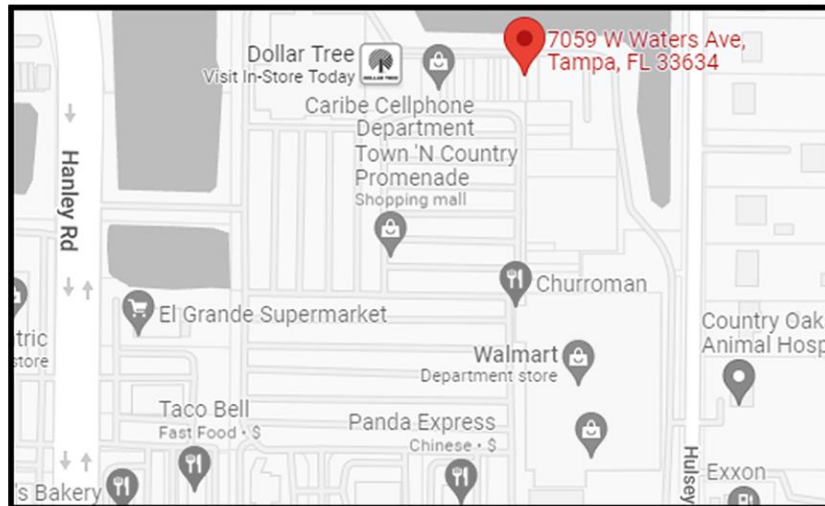 Dollar Tree
Visit In-Store Today
DOLLAR TREE
7059 W Waters Ave,
Tampa, FL 33634
Caribe Cellphone
Department
Town 'N Country
Promenade
Shopping mall
Hanley Rd
Churroman
El Grande Supermarket
tric
store
Walmart
Department store
Country Oak
Animal Hosp
Taco Bell
Fast Food • $
Panda Express
Chinese • $
Hulsey
's Bakery
Exxon